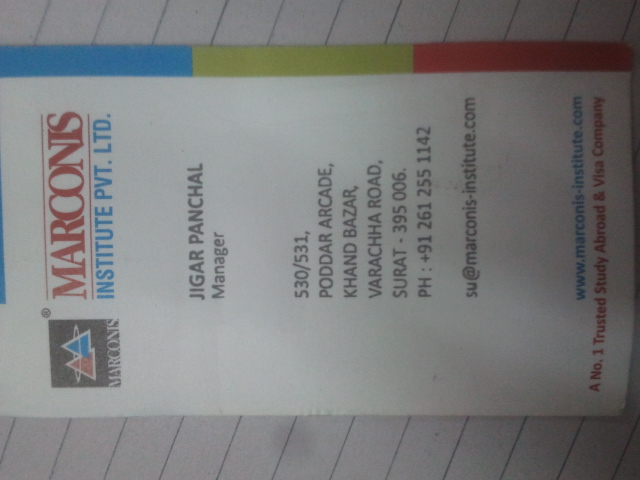 MARCONIS
®
MARCONIS
INSTITUTE PVT. LTD.
JIGAR PANCHAL
Manager
530/531,
PODDAR ARCADE,
KHAND BAZAR,
VARACHHA ROAD,
SURAT - 395 006.
PH : +91 261 255 1142
su@marconis-institute.com
www.marconis-institute.com
A No. 1 Trusted Study Abroad & Visa Company